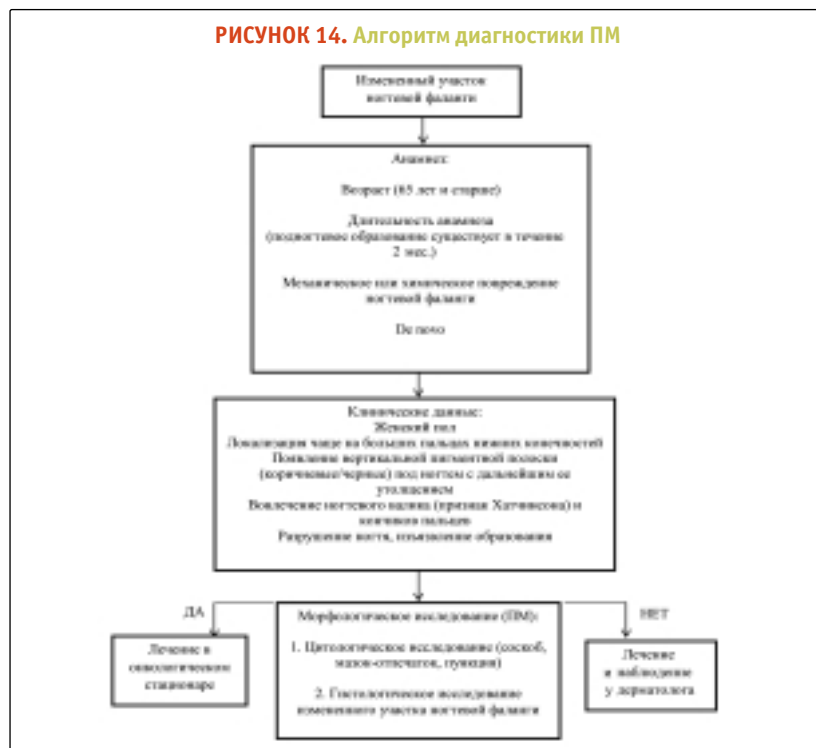 РИСУНОК 14. Алгоритм диагностики ПМ
Измененный участок
ногтевой фаланги
Анамнез:
Возраст (65 лет и старше)
Длительность анамноза
(подногтевое образование существует в течение
2 мес.)
Механическое или химическое повреждение
ногтевой фаланги
De novo
Клинические данные:
Женский пол
Локализация чаще на больших пальцах нижних конечностей
Появление вертикальной пигментной полоски
(коричневые/черные) под ногтем с дальнейшим ее
утолщением
Вовлечение ногтевого валика (признак Хатчинсона) и
кончиков пальцев
Разрушение ногтя, изъязвление образования
ДА
Морфологическое исследование (ПМ):
НЕТ
1. Цитологическое исследование (соскоб,
мазок-отпечаток, пункция)
2. Гистологическое исследование
измененного участка ногтевой фаланги
Лечение в
онкологическом
стационаре
Лечение
и наблюдение
у дерматолога